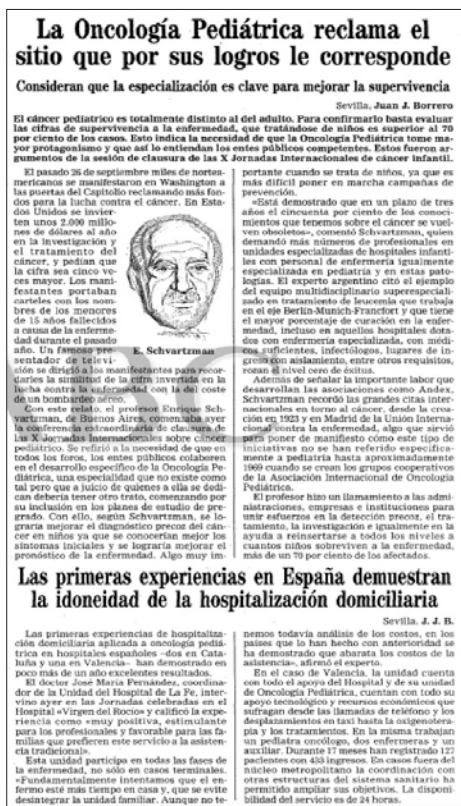 La Oncología Pediátrica reclama el
sitio que por sus logros le corresponde
Consideran que la especialización es clave para mejorar la supervivencia
Sevilla. Juan J. Borrero
El cáncer pediátrico es totalmente distinto al del adulto. Para confirmarlo basta evaluar
las cifras de supervivencia a la enfermedad, que tratándose de niños es superior al 70
por ciento de los casos. Esto indica la necesidad de que la Oncología Pediátrica tome ma-
yor protagonismo y que así lo entiendan los entes públicos competentes. Estos fueron ar-
gumentos de la sesión de clausura de las X Jornadas Internacionales de cáncer infantil.
El pasado 26 de septiembre miles de nortea-
mericanos se manifestaron en Washington a
las puertas del Capitolio reclamando más fon-
dos para la lucha contra el cáncer. En Esta-
dos Unidos se invier-
ten unos 2.000 millo-
nes de dólares al año
en la investigación y
el tratamiento del
cáncer, y pedían que
la cifra sea cinco ve-
ces mayor. Los mani-
festantes portaban
carteles con los nom-
bres de los menores
de 15 años fallecidos
a causa de la enferme-
dad durante el pasado
año. Un famoso pre-
sentador de televi-
sión se dirigió a los manifestantes para recor-
darles la similitud de la cifra invertida en la
lucha contra la enfermedad con la del coste
de un bombardeo aéreo.
E. Schvartzman
Con este relato, el profesor Enrique Sch-
vartzman, de Buenos Aires, comenzaba ayer
la conferencia extraordinaria de clausura de
las X Jornadas Internacionales sobre cáncer
pediátrico. Se refirió a la necesidad de que en
todos los foros, los entes públicos colaboren
en el desarrollo específico de la Oncología Pe-
diátrica, una especialidad que no existe como
tal pero que a juicio de quienes a ella se dedi-
can debería tener otro trato, comenzando por
su inclusión en los planes de estudio de pre-
grado. Con ello, según Schvartzman, se lo-
graría mejorar el diagnóstico precoz del cán-
cer en niños ya que se conocerían mejor los
síntomas iniciales y se lograría mejorar el
pronóstico de la enfermedad. Algo muy im-
portante cuando se trata de niños, ya que es
más difícil poner en marcha campañas de
prevención.
«Está demostrado que en un plazo de tres
años el cincuenta por ciento de los conoci-
mientos que tenemos sobre el cáncer se vuel-
ven obsoletos», comentó Schvartzman, quien
demandó más números de profesionales en
unidades especializadas de hospitales infanti-
les con personal de enfermería igualmente
especializada en pediatría y en estas pato-
logías. El experto argentino citó el ejemplo
del equipo multidisciplinario superespeciali-
zado en tratamiento de leucemia que trabaja
en el eje Berlín-Munich-Francfort y que tiene
el mayor porcentaje de curación en la enfer-
medad, incluso en aquellos hospitales dota-
dos con enfermería especializada, con médi-
cos suficientes, infectólogos, lugares de in-
greso con aislamiento, entre otros requisitos,
rozan el nivel cero de éxitus.
Además de señalar la importante labor que
desarrollan las asociaciones como Andex,
Schvartzman recordó las grandes citas inter-
nacionales en torno al cáncer, desde la crea-
ción en 1923 y en Madrid de la Unión Interna-
cional contra la enfermedad, algo que sirvió
para poner de manifiesto cómo este tipo de
iniciativas no se han referido específica-
mente a pediatría hasta aproximadamente
1969 cuando se crean los grupos cooperativos
de la Asociación Internacional de Oncología
Pediátrica.
El profesor hizo un llamamiento a las admi-
nistraciones, empresas e instituciones para
unir esfuerzos en la detección precoz, el tra-
tamiento, la investigación e igualmente en la
ayuda a reinsertarse a todos los niveles a
cuantos niños sobreviven a la enfermedad,
más de un 70 por ciento de los afectados.
Las primeras experiencias en España demuestran
la idoneidad de la hospitalización domiciliaria
Sevilla. J. J. B.
Las primeras experiencias de hospitaliza-
ción domiciliaria aplicada a oncología pediá-
trica en hospitales españoles –dos en Cata-
luña y una en Valencia– han demostrado en
poco más de un año excelentes resultados.
El doctor José María Fernández, coordina-
dor de la Unidad del Hospital de La Fe, inter-
vino ayer en las Jornadas celebradas en el
Hospital «Virgen del Rocío» y calificó la expe-
riencia como «muy positiva, estimulante
para los profesionales y favorable para las fa-
milias que prefieren este servicio a la asisten-
cia tradicional».
Esta unidad participa en todas las fases de
la enfermedad, no sólo en casos terminales.
«Fundamentalmente intentamos que el en-
fermo esté más tiempo en casa y, que se evite
desintegrar la unidad familiar. Aunque no te-
nemos todavía análisis de los costos, en los
países que lo han hecho con anterioridad se
ha demostrado que abarata los costos de la
asistencia», afirmó el experto.
En el caso de Valencia, la unidad cuenta
con todo el apoyo del Hospital y de su unidad
de Oncología Pediátrica, cuentan con todo su
apoyo tecnológico y recursos económicos que
sufragan desde las llamadas de teléfono y los
desplazamientos en taxi hasta la oxigenotera-
pia y los tratamientos. En la misma trabajan
un pediatra oncólogo, dos enfermeras y un
auxiliar. Durante 17 meses han registrado 127
pacientes con 433 ingresos. En casos fuera del
núcleo metropolitano la coordinación con
otras estructuras del sistema sanitario ha
permitido ampliar sus objetivos. La disponi-
bilidad del servicio es de 24 horas.